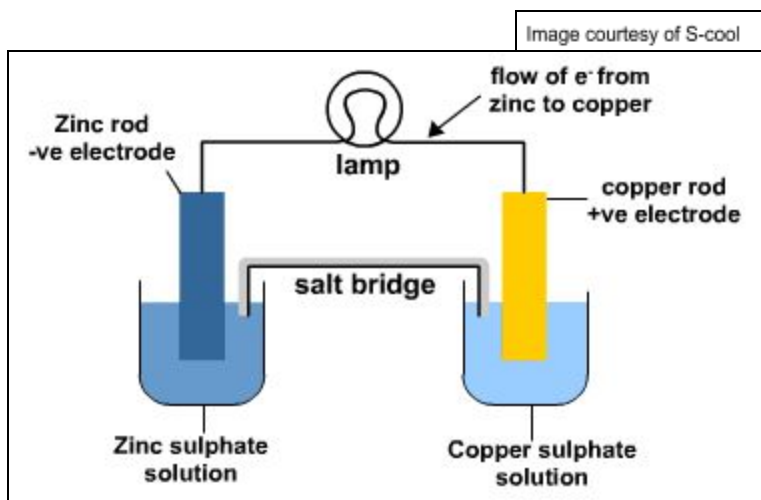 Image courtesy of S-cool
flow of e⁻ from
zinc to copper
Zinc rod
-ve electrode
lamp
copper rod
+ve electrode
salt bridge
Zinc sulphate
solution
Copper sulphate
solution